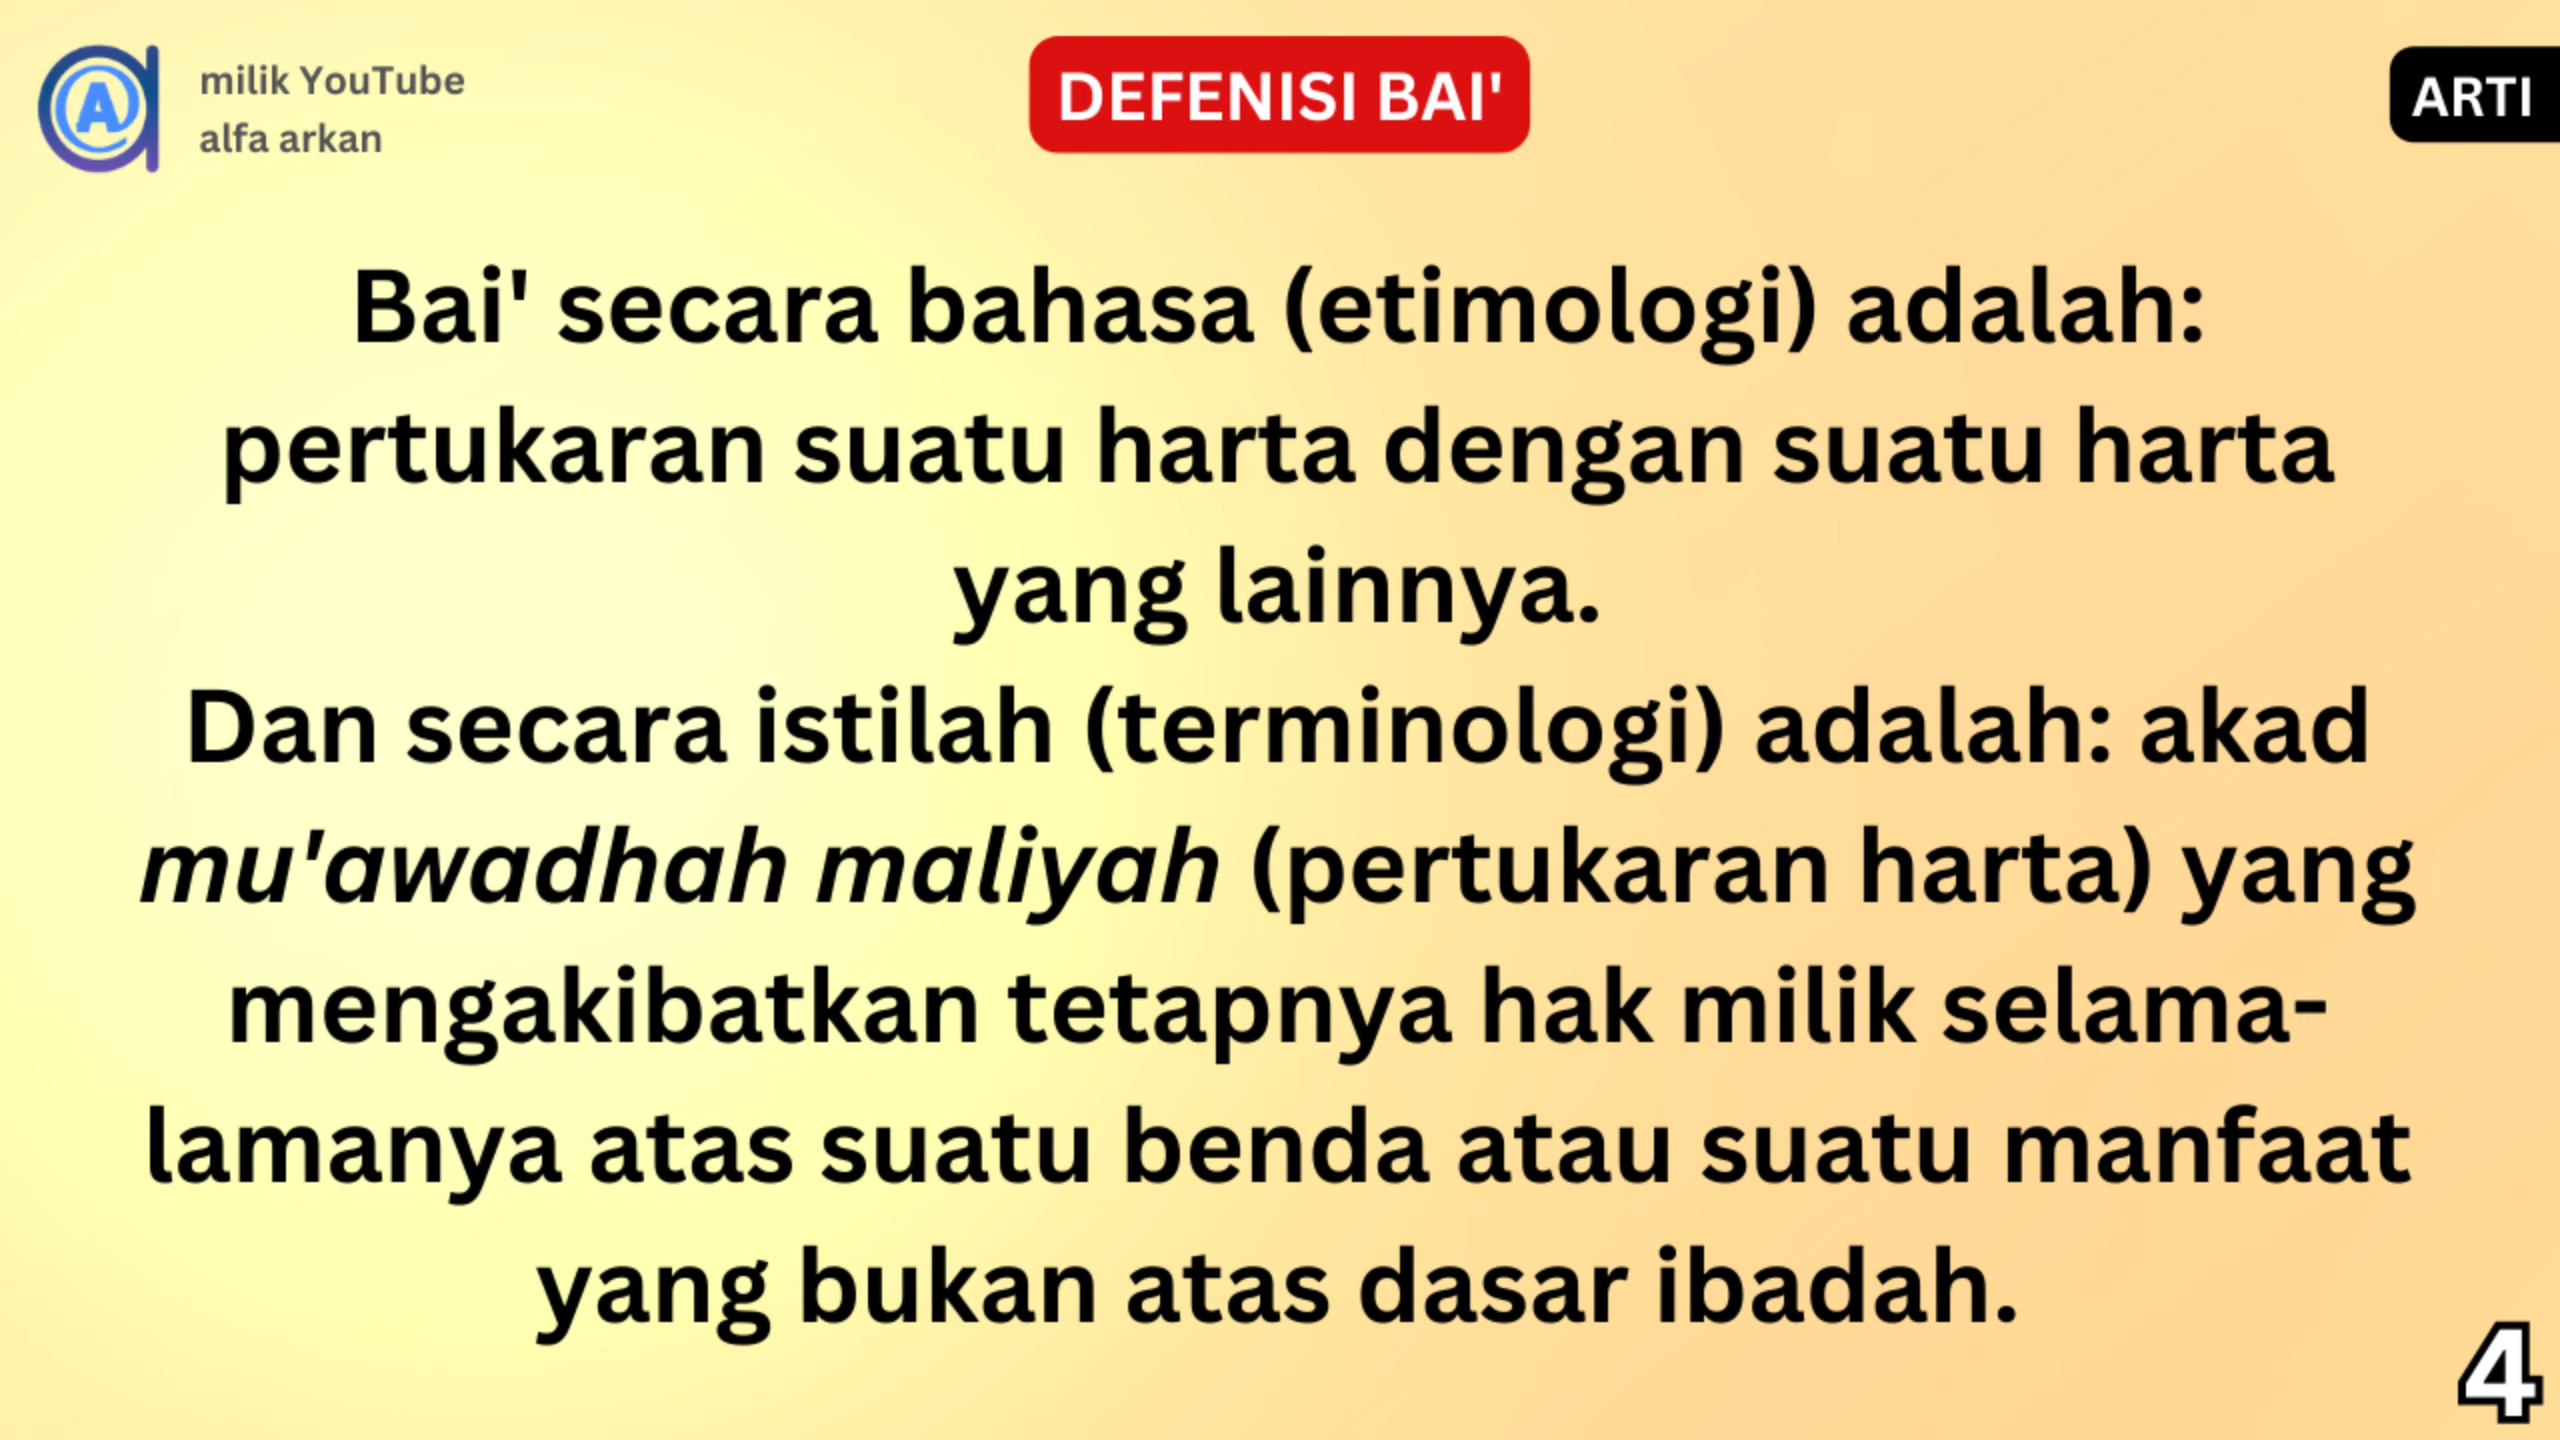 milik YouTube
alfa arkan
DEFENISI BAI'
ARTI
Bai' secara bahasa (etimologi) adalah:
pertukaran suatu harta dengan suatu harta
yang lainnya.
Dan secara istilah (terminologi) adalah: akad
mu'awadhah maliyah (pertukaran harta) yang
mengakibatkan tetapnya hak milik selama-
lamanya atas suatu benda atau suatu manfaat
yang bukan atas dasar ibadah.
4